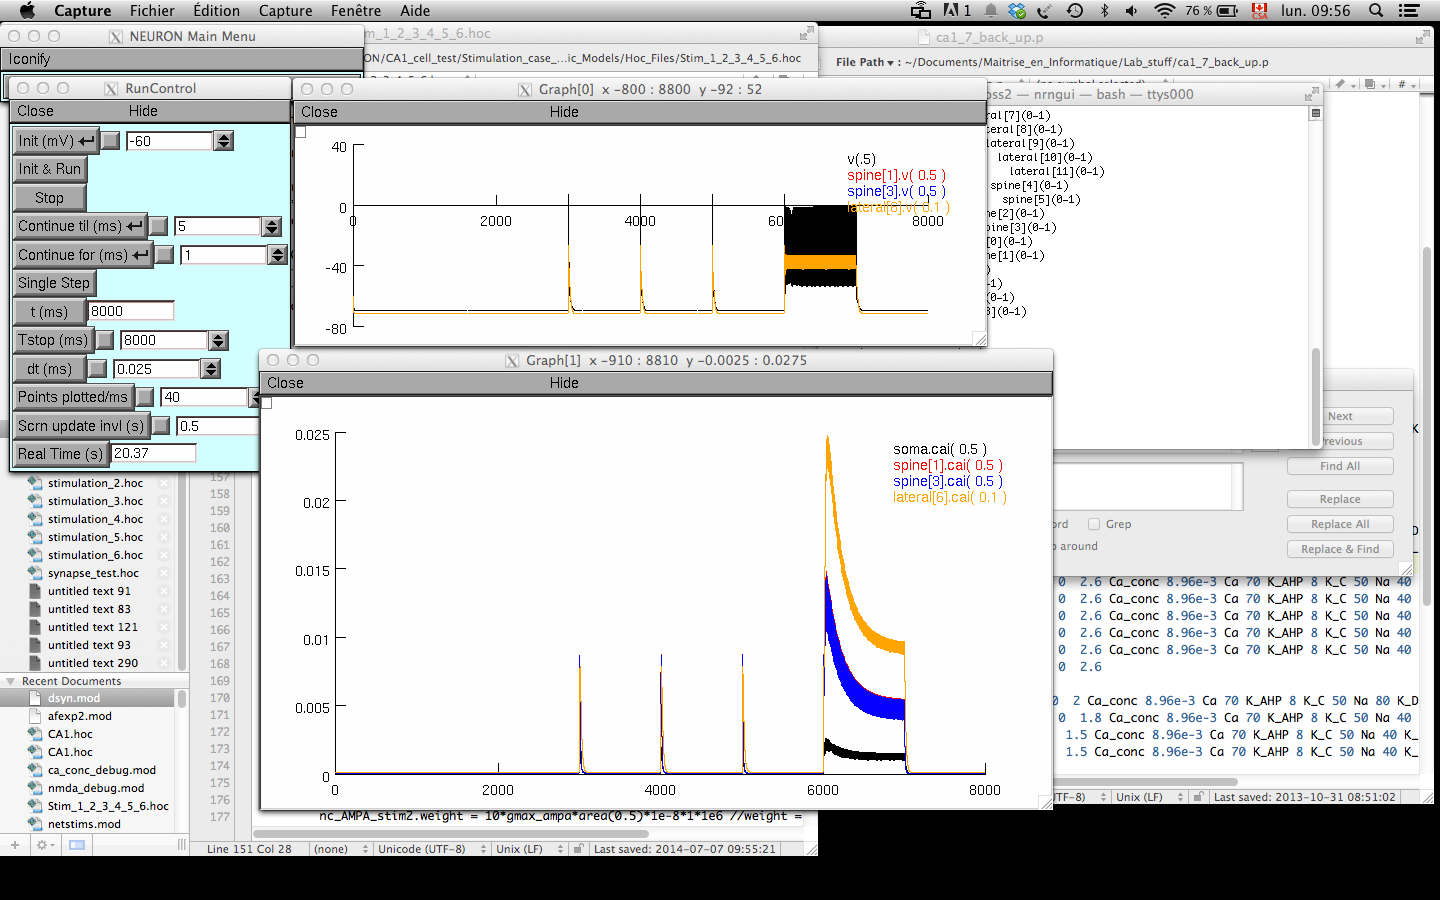 Capture Fichier Édition Capture Fenêtre Aide
1 76 % lun. 09:56
NEURON Main Menu
Iconify
im_1_2_3_4_5_6.hoc
ON/CA1_cell_test/Stimulation_case_...ic_Models/Hoc_Files/Stim_1_2_3_4_5_6.hoc
ca1_7_back_up.p
File Path ▾ : ~/Documents/Maitrise_en_Informatique/Lab_stuff/ca1_7_back_up.p
RunControl
Close Hide
Init (mV) -60
Init & Run
Stop
Continue til (ms) 5
Continue for (ms) 1
Single Step
t (ms) 8000
Tstop (ms) 8000
dt (ms) 0.025
Points plotted/ms 40
Scrn update invl (s) 0.5
Real Time (s) 20.37
Graph[0] x -800 : 8800 y -92 : 52
Close Hide
40
0
-40
-80
0 2000 4000 60 8000
v(.5)
spine[1].v( 0.5 )
spine[3].v( 0.5 )
lateral[6].v( 0.1 )
oss2 — nrngui — bash — ttys000
eral[7](0-1)
eral[8](0-1)
lateral[9](0-1)
lateral[10](0-1)
lateral[11](0-1)
spine[4](0-1)
spine[5](0-1)
ine[2](0-1)
pine[3](0-1)
[0](0-1)
[1](0-1)
)
-1)
0-1)
3](0-1)
Graph[1] x -910 : 8810 y -0.0025 : 0.0275
Close Hide
0.025
0.02
0.015
0.01
0.005
0
0 2000 4000 6000 8000
soma.cai( 0.5 )
spine[1].cai( 0.5 )
spine[3].cai( 0.5 )
lateral[6].cai( 0.1 )
Next
Previous
Find All
Replace
Replace All
Replace & Find
ord Grep
o around
stimulation_2.hoc
stimulation_3.hoc
stimulation_4.hoc
stimulation_5.hoc
stimulation_6.hoc
synapse_test.hoc
untitled text 91
untitled text 83
untitled text 121
untitled text 93
untitled text 290
Recent Documents
dsyn.mod
afexp2.mod
CA1.hoc
CA1.hoc
ca_conc_debug.mod
nmda_debug.mod
Stim_1_2_3_4_5_6.hoc
netstims.mod
157
158
159
160
161
162
163
164
165
166
167
168
169
170
171
172
173
174
175
176
177
nc_AMPA_stim2.weight = 10*gmax_ampa*area(0.5)*1e-8*1*1e6 //weight =
Line 151 Col 28 (none) Unicode (UTF-8) Unix (LF) Last saved: 2014-07-07 09:55:21
0 2.6 Ca_conc 8.96e-3 Ca 70 K_AHP 8 K_C 50 Na 40
0 2.6 Ca_conc 8.96e-3 Ca 70 K_AHP 8 K_C 50 Na 40
0 2.6 Ca_conc 8.96e-3 Ca 70 K_AHP 8 K_C 50 Na 40
0 2.6 Ca_conc 8.96e-3 Ca 70 K_AHP 8 K_C 50 Na 40
0 2.6 Ca_conc 8.96e-3 Ca 70 K_AHP 8 K_C 50 Na 40
0 2.6
0 2 Ca_conc 8.96e-3 Ca 70 K_AHP 8 K_C 50 Na 80 K_D
0 1.8 Ca_conc 8.96e-3 Ca 70 K_AHP 8 K_C 50 Na 40
1.5 Ca_conc 8.96e-3 Ca 70 K_AHP 8 K_C 50 Na 40 K_
1.5 Ca_conc 8.96e-3 Ca 70 K_AHP 8 K_C 50 Na 40 K_
UTF-8) Unix (LF) Last saved: 2013-10-31 08:51:02